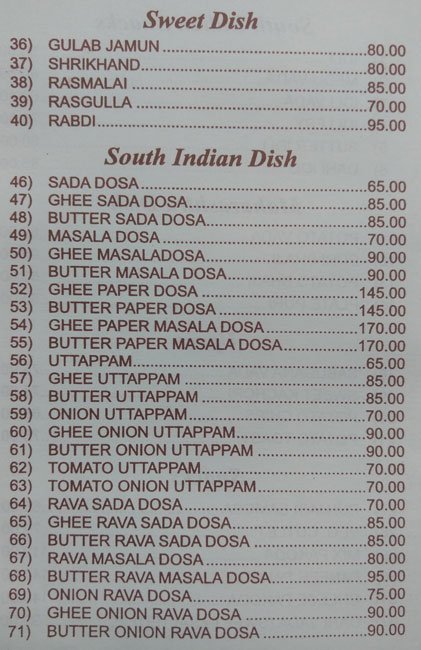 Sweet Dish
36) GULAB JAMUN ........ 80.00
37) SHRIKHAND ........ 80.00
38) RASMALAI ........ 85.00
39) RASGULLA ........ 70.00
40) RABDI ........ 95.00
South Indian Dish
46) SADA DOSA ........ 65.00
47) GHEE SADA DOSA ........ 85.00
48) BUTTER SADA DOSA ........ 85.00
49) MASALA DOSA ........ 70.00
50) GHEE MASALADOSA ........ 90.00
51) BUTTER MASALA DOSA ........ 90.00
52) GHEE PAPER DOSA ........ 145.00
53) BUTTER PAPER DOSA ........ 145.00
54) GHEE PAPER MASALA DOSA ........ 170.00
55) BUTTER PAPER MASALA DOSA ........ 170.00
56) UTTAPPAM ........ 65.00
57) GHEE UTTAPPAM ........ 85.00
58) BUTTER UTTAPPAM ........ 85.00
59) ONION UTTAPPAM ........ 70.00
60) GHEE ONION UTTAPPAM ........ 90.00
61) BUTTER ONION UTTAPPAM ........ 90.00
62) TOMATO UTTAPPAM ........ 70.00
63) TOMATO ONION UTTAPPAM ........ 70.00
64) RAVA SADA DOSA ........ 70.00
65) GHEE RAVA SADA DOSA ........ 85.00
66) BUTTER RAVA SADA DOSA ........ 85.00
67) RAVA MASALA DOSA ........ 80.00
68) BUTTER RAVA MASALA DOSA ........ 95.00
69) ONION RAVA DOSA ........ 75.00
70) GHEE ONION RAVA DOSA ........ 90.00
71) BUTTER ONION RAVA DOSA ........ 90.00